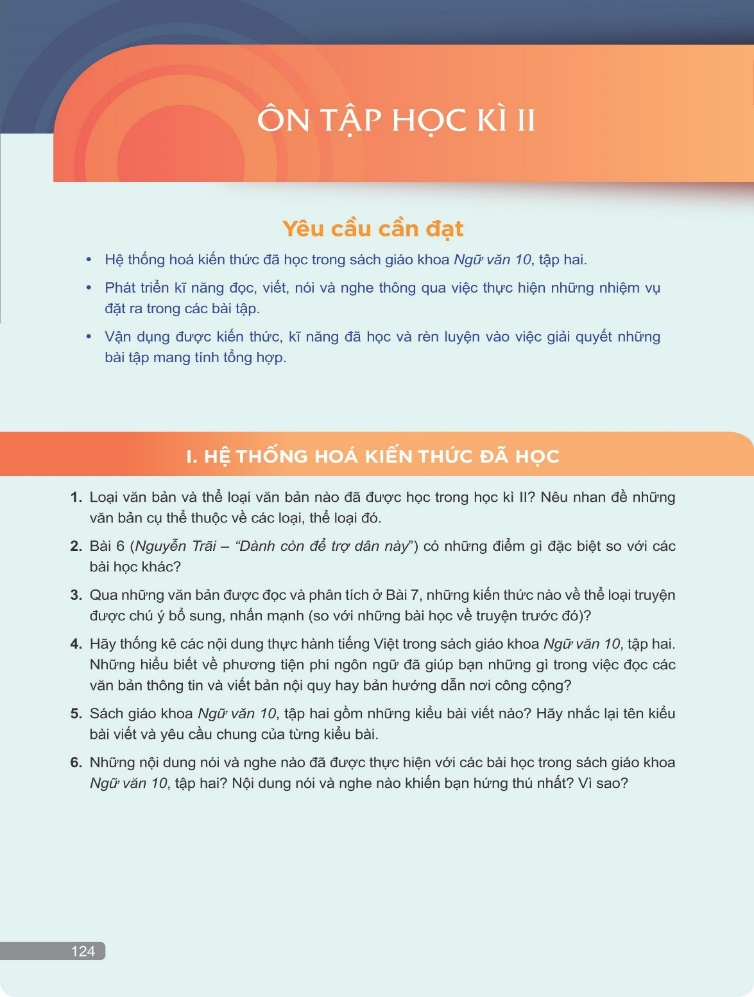 ÔN TẬP HỌC KÌ II
Yêu cầu cần đạt
• Hệ thống hoá kiến thức đã học trong sách giáo khoa Ngữ văn 10, tập hai.
• Phát triển kĩ năng đọc, viết, nói và nghe thông qua việc thực hiện những nhiệm vụ
đặt ra trong các bài tập.
• Vận dụng được kiến thức, kĩ năng đã học và rèn luyện vào việc giải quyết những
bài tập mang tính tổng hợp.
I. HỆ THỐNG HOÁ KIẾN THỨC ĐÃ HỌC
1. Loại văn bản và thể loại văn bản nào đã được học trong học kì II? Nêu nhan đề những
văn bản cụ thể thuộc về các loại, thể loại đó.
2. Bài 6 (Nguyễn Trãi – “Dành còn để trợ dân này”) có những điểm gì đặc biệt so với các
bài học khác?
3. Qua những văn bản được đọc và phân tích ở Bài 7, những kiến thức nào về thể loại truyện
được chú ý bổ sung, nhấn mạnh (so với những bài học về truyện trước đó)?
4. Hãy thống kê các nội dung thực hành tiếng Việt trong sách giáo khoa Ngữ văn 10, tập hai.
Những hiểu biết về phương tiện phi ngôn ngữ đã giúp bạn những gì trong việc đọc các
văn bản thông tin và viết bản nội quy hay bản hướng dẫn nơi công cộng?
5. Sách giáo khoa Ngữ văn 10, tập hai gồm những kiểu bài viết nào? Hãy nhắc lại tên kiểu
bài viết và yêu cầu chung của từng kiểu bài.
6. Những nội dung nói và nghe nào đã được thực hiện với các bài học trong sách giáo khoa
Ngữ văn 10, tập hai? Nội dung nói và nghe nào khiến bạn hứng thú nhất? Vì sao?
124